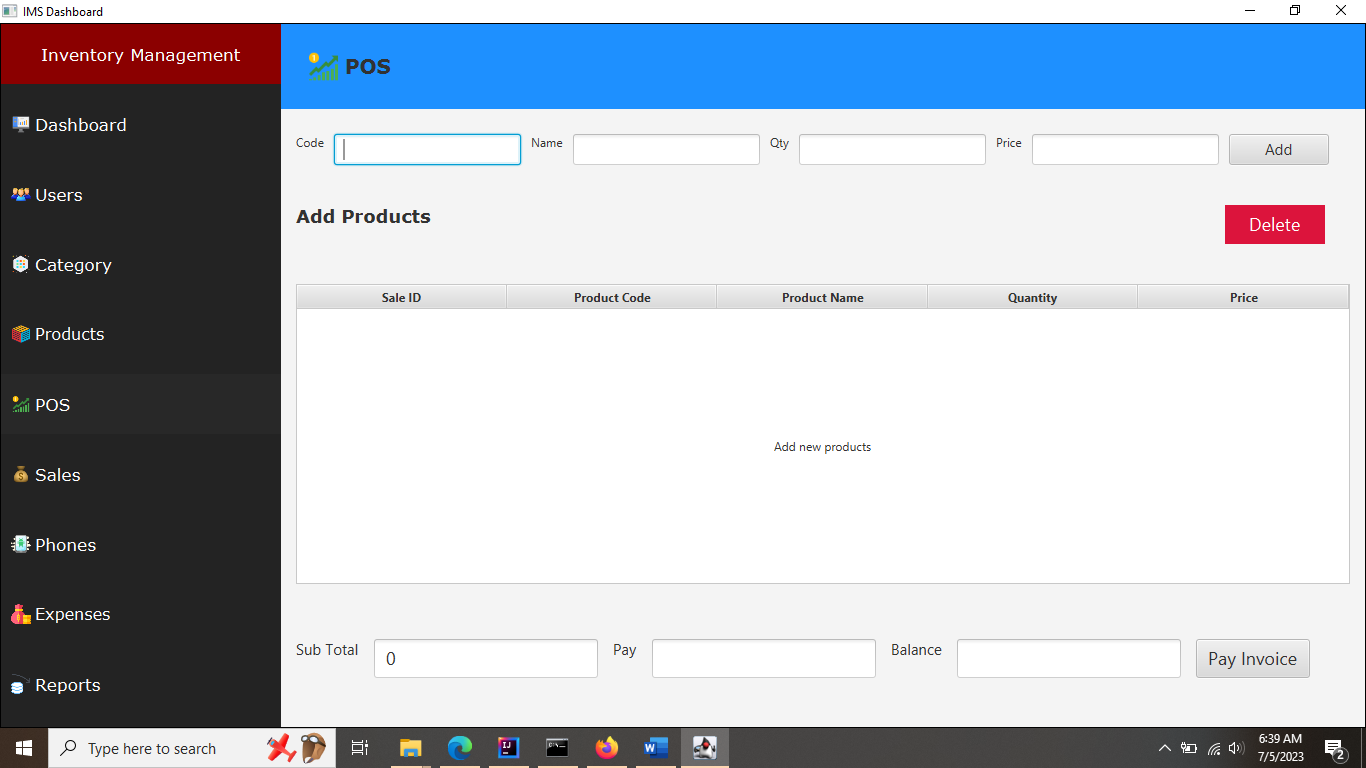 IMS Dashboard
Inventory Management
POS
Dashboard
Users
Category
Products
POS
Sales
Phones
Expenses
Reports
Code
Name
Qty
Price
Add
Add Products
Delete
Sale ID
Product Code
Product Name
Quantity
Price
Add new products
Sub Total
0
Pay
Balance
Pay Invoice
Type here to search
6:39 AM
7/5/2023
2